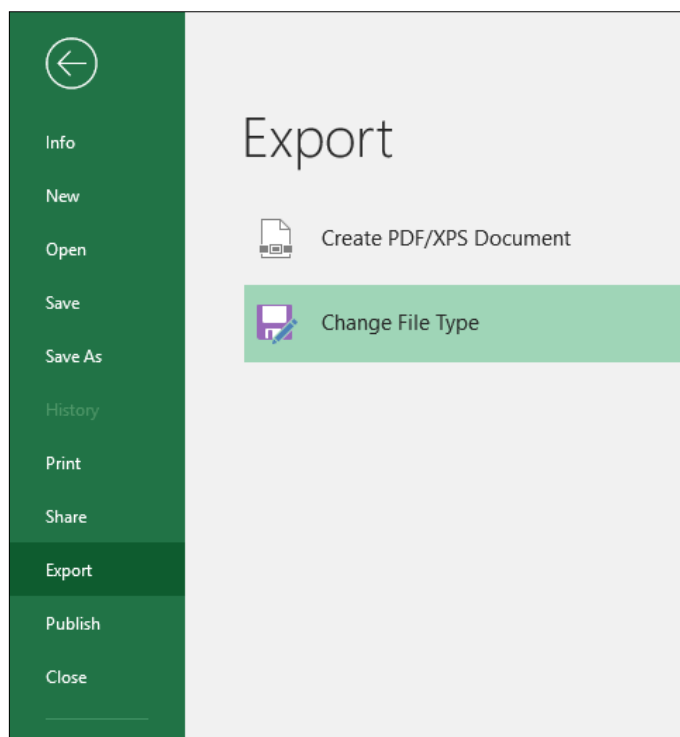 Info
New
Open
Save
Save As
History
Print
Share
Export
Publish
Close
Export
Create PDF/XPS Document
Change File Type